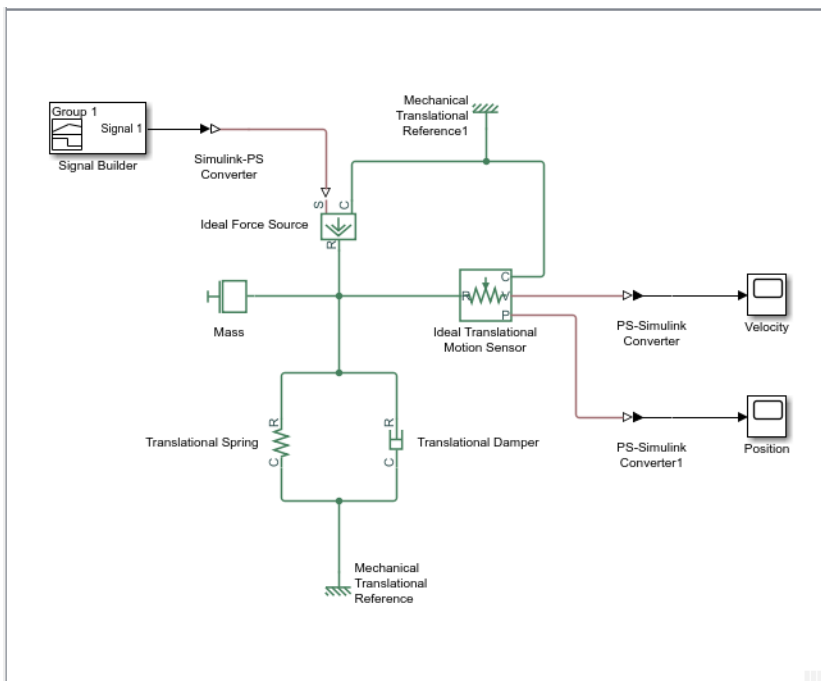 Group 1
Signal 1
Signal Builder
Simulink-PS
Converter
Mechanical
Translational
Reference1
S
C
Ideal Force Source
R
Mass
C
R
V
P
Ideal Translational
Motion Sensor
PS-Simulink
Converter
Velocity
R
C
Translational Spring
R
C
Translational Damper
PS-Simulink
Converter1
Position
Mechanical
Translational
Reference